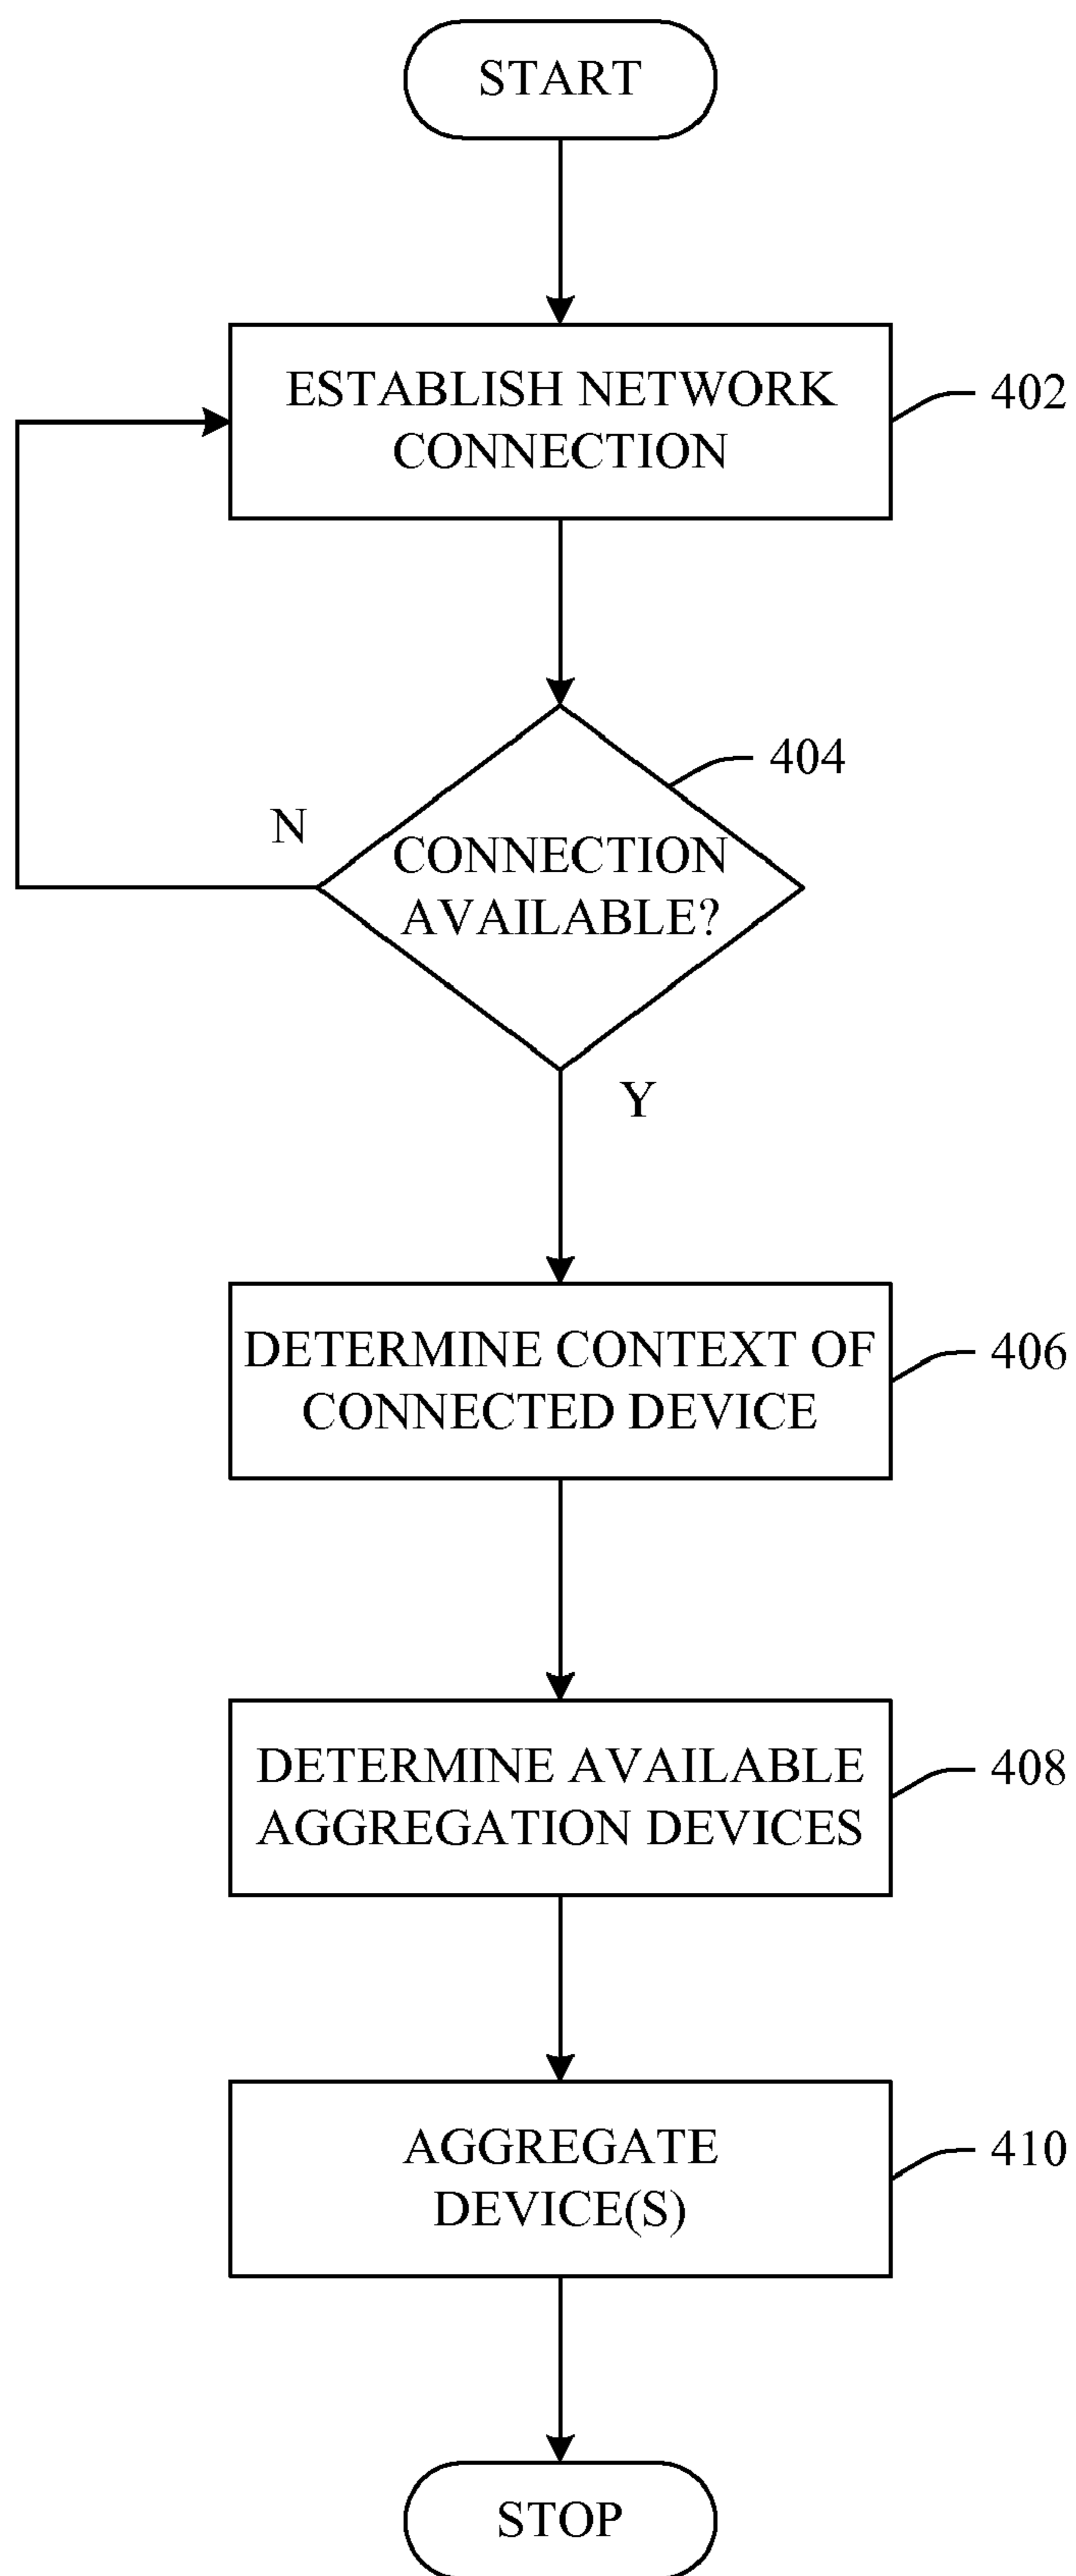 START
ESTABLISH NETWORK
CONNECTION
402
404
N
CONNECTION
AVAILABLE?
Y
DETERMINE CONTEXT OF
CONNECTED DEVICE
406
DETERMINE AVAILABLE
AGGREGATION DEVICES
408
AGGREGATE
DEVICE(S)
410
STOP